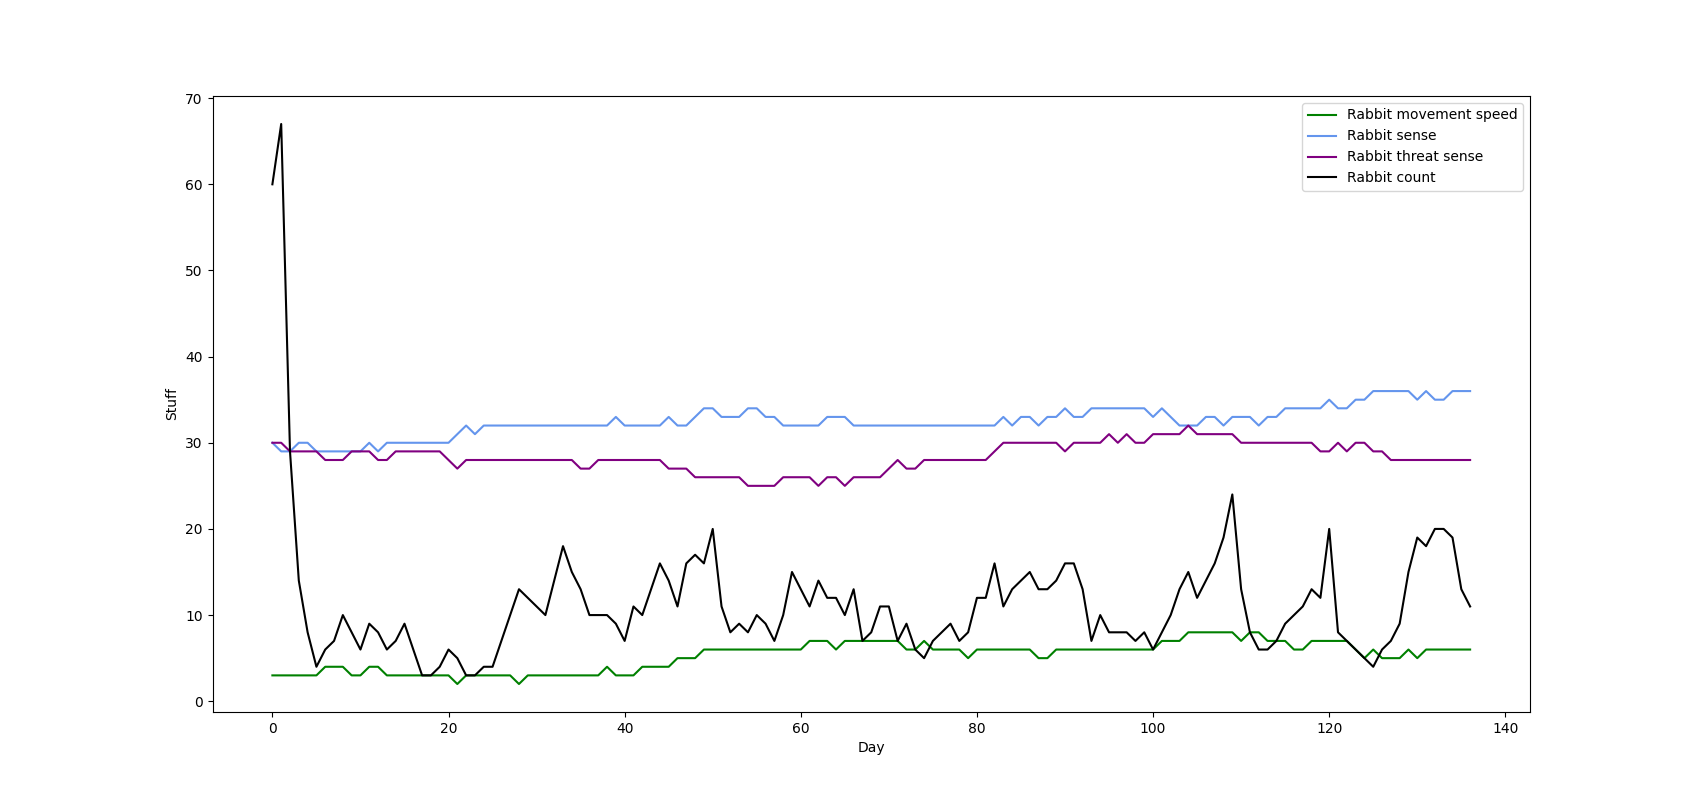 70
60
50
40
30
20
10
0
Stuff
0 20 40 60 80 100 120 140
Day
Rabbit movement speed
Rabbit sense
Rabbit threat sense
Rabbit count